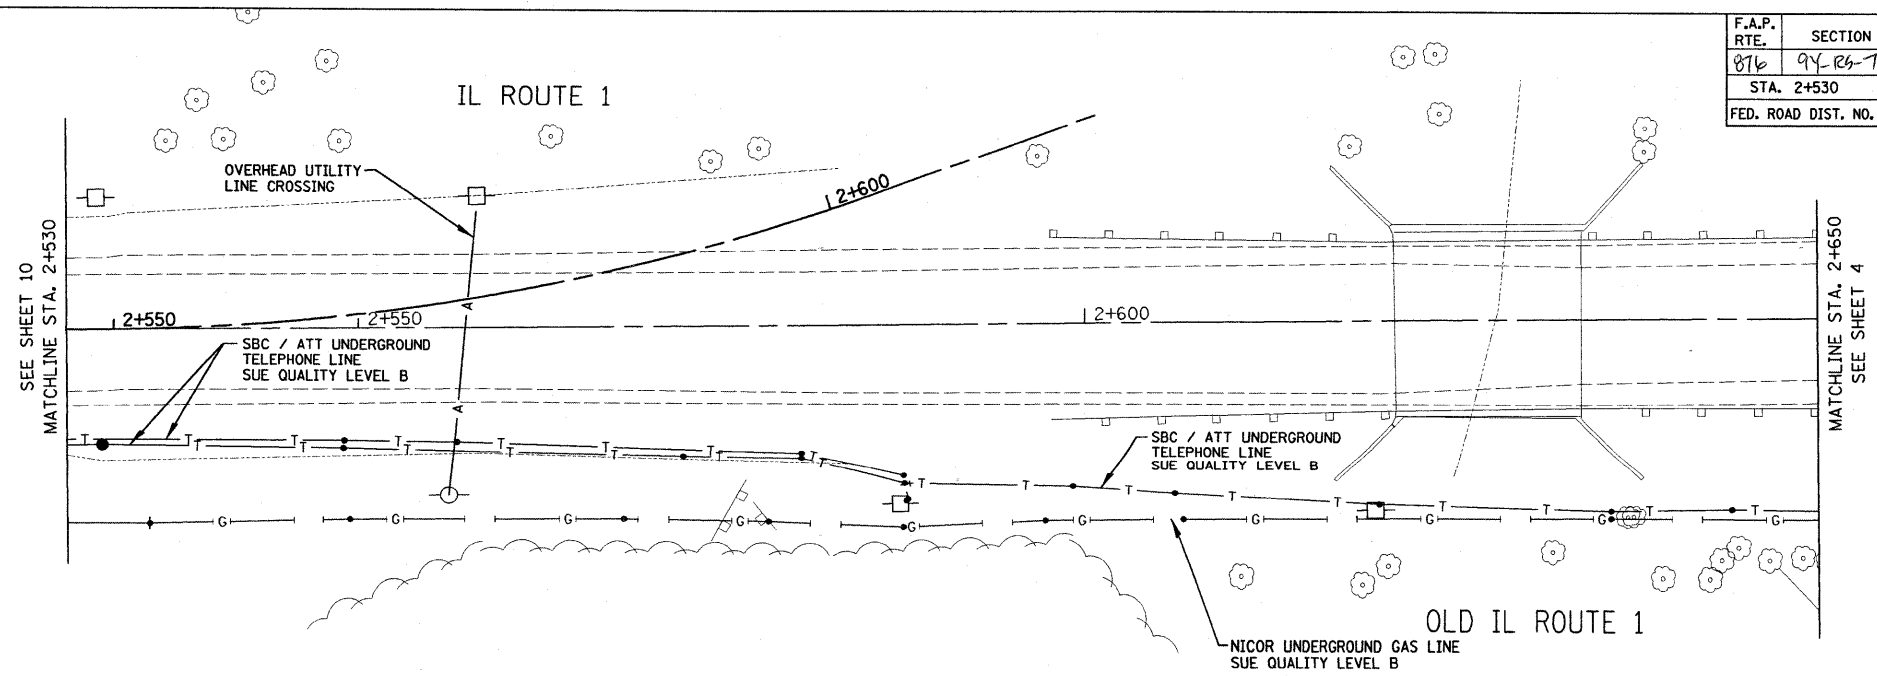 F.A.P.
RTE.
SECTION
876
94-RS-7
STA. 2+530
FED. ROAD DIST. NO.
IL ROUTE 1
OVERHEAD UTILITY
LINE CROSSING
2+600
SEE SHEET 10
MATCHLINE STA. 2+530
2+550
2+550
2+600
MATCHLINE STA. 2+650
SEE SHEET 4
A
A
SBC / ATT UNDERGROUND
TELEPHONE LINE
SUE QUALITY LEVEL B
SBC / ATT UNDERGROUND
TELEPHONE LINE
SUE QUALITY LEVEL B
T T T T T T T T T T T T T T
T T T T T T T T
G G G G G G G G G G
OLD IL ROUTE 1
NICOR UNDERGROUND GAS LINE
SUE QUALITY LEVEL B